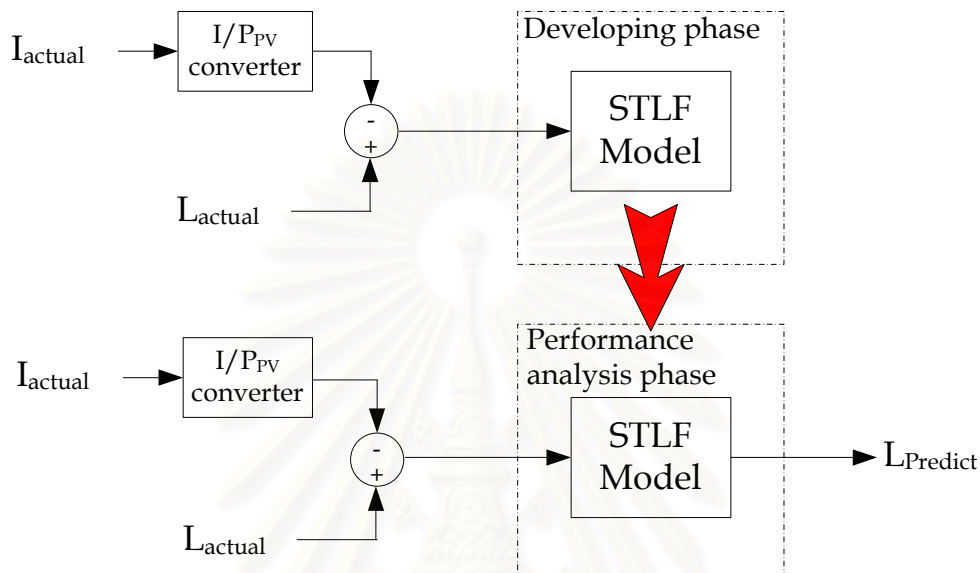 Developing phase
I_actual
I/P_PV
converter
STLF
Model
-
+
L_actual
Performance
analysis phase
I_actual
I/P_PV
converter
STLF
Model
-
+
L_Predict
L_actual